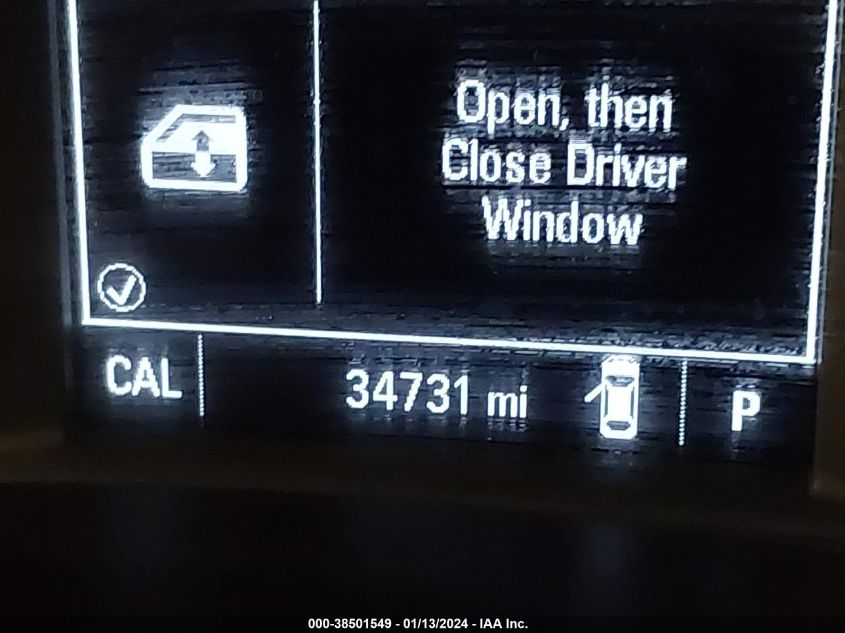 Open, then
Close Driver
Window
CAL
34731 mi
P
000-38501549 - 01/13/2024 - IAA Inc.